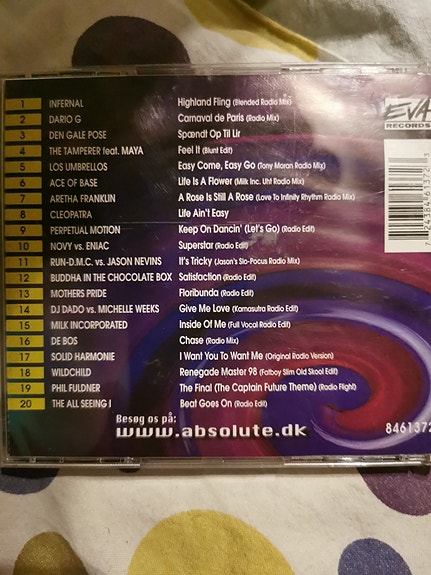 1 INFERNAL Highland Fling (Blended Radio Mix)
2 DARIO G Carnaval de Paris (Radio Mix)
3 DEN GALE POSE Spændt Op Til Lir
4 THE TAMPERER feat. MAYA Feel It (Blunt Edit)
5 LOS UMBRELLOS Easy Come, Easy Go (Tony Moran Radio Mix)
6 ACE OF BASE Life Is A Flower (Milk Inc. Uh! Radio Mix)
7 ARETHA FRANKLIN A Rose Is Still A Rose (Love To Infinity Rhythm Radio Mix)
8 CLEOPATRA Life Ain't Easy
9 PERPETUAL MOTION Keep On Dancin' (Let's Go) (Radio Edit)
10 NOVY vs. ENIAC Superstar (Radio Edit)
11 RUN-D.M.C. vs. JASON NEVINS It's Tricky (Jason's Slo-Pocus Radio Mix)
12 BUDDHA IN THE CHOCOLATE BOX Satisfaction (Radio Edit)
13 MOTHERS PRIDE Floribunda (Radio Edit)
14 DJ DADO vs. MICHELLE WEEKS Give Me Love (Kamasutra Radio Edit)
15 MILK INCORPORATED Inside Of Me (Full Vocal Radio Edit)
16 DE BOS Chase (Radio Mix)
17 SOLID HARMONIE I Want You To Want Me (Original Radio Version)
18 WILDCHILD Renegade Master 98 (Fatboy Slim Old Skool Edit)
19 PHIL FULDNER The Final (The Captain Future Theme) (Radio Flight)
20 THE ALL SEEING I Beat Goes On (Radio Edit)
Besøg os på:
www.absolute.dk
EVA
RECORDS
7 24384 61372 3
8461372